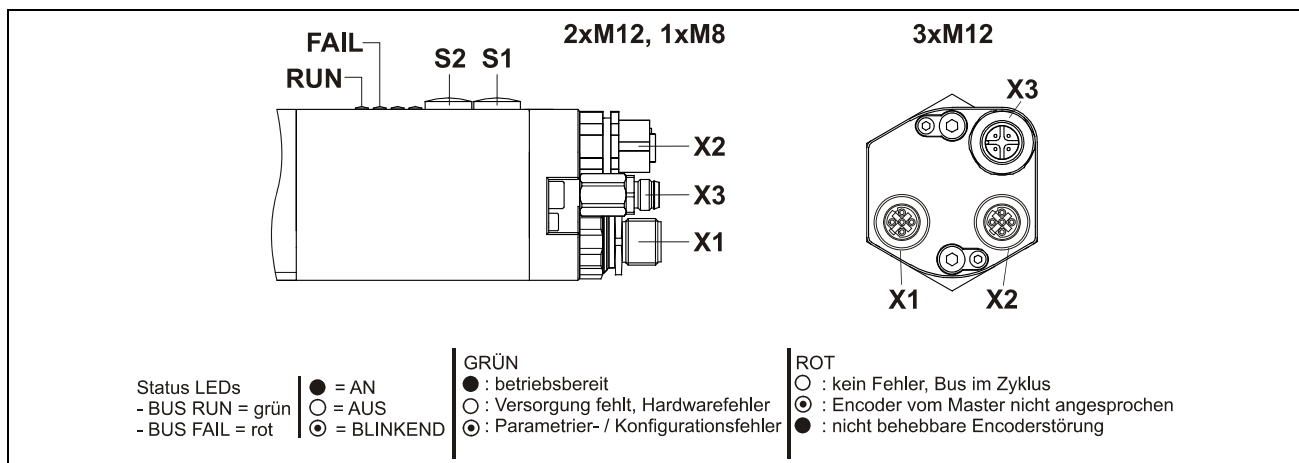 2xM12, 1xM8
3xM12
FAIL
RUN
S2 S1
X2
X3
X1
X3
X1 X2
Status LEDs
- BUS RUN = grün
- BUS FAIL = rot
● = AN
○ = AUS
◉ = BLINKEND
GRÜN
● : betriebsbereit
○ : Versorgung fehlt, Hardwarefehler
◉ : Parametrier- / Konfigurationsfehler
ROT
○ : kein Fehler, Bus im Zyklus
◉ : Encoder vom Master nicht angesprochen
● : nicht behebbare Encoderstörung